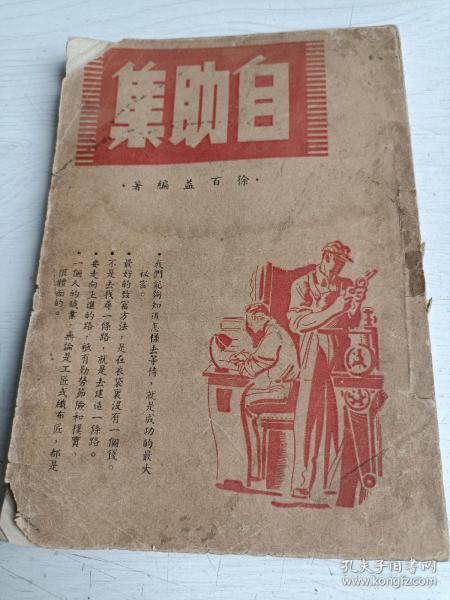 自助集
·徐百益編著·
·我們能夠知道怎樣去等待，就是成功的最大
秘密。
·最好的致富方法，是在衣袋裏沒有一個錢。
·不是去找尋一條路，就是去建造一條路。
·要走向上進的路，祇有勤勞節儉和樸實，
·一個人的職業，無論是工匠或織布匠，都是
很體面的。
孔夫子旧书网
www.kongfz.com